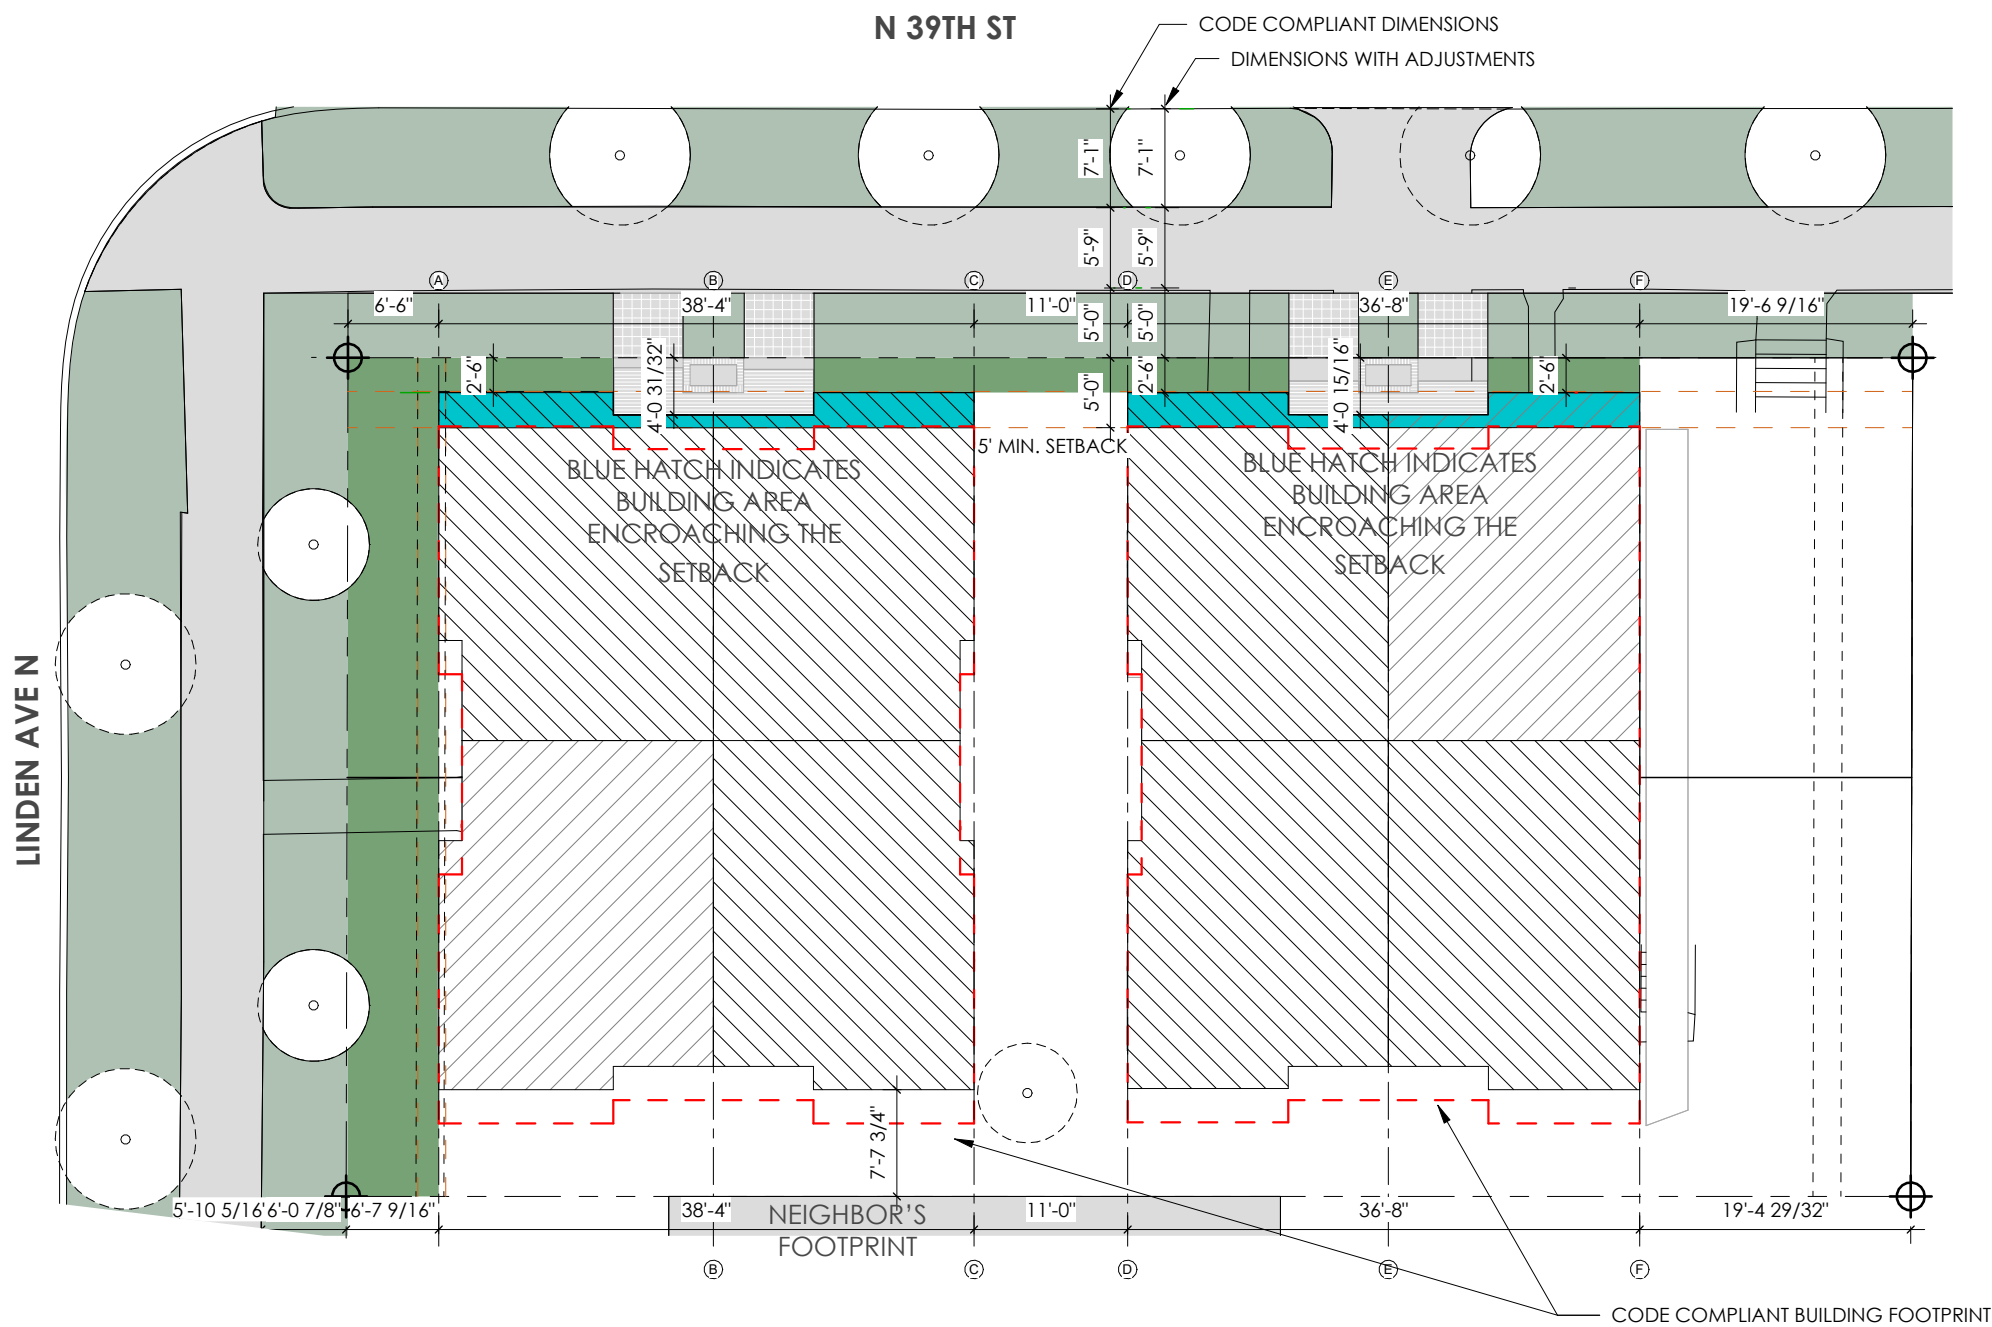 N 39TH ST
CODE COMPLIANT DIMENSIONS
DIMENSIONS WITH ADJUSTMENTS
7'-1"
7'-1"
5'-9"
5'-9"
A
B
C
D
E
F
6'-6"
38'-4"
11'-0"
36'-8"
19'-6 9/16"
5'-0"
5'-0"
2'-6"
4'-0 31/32"
5'-0"
2'-6"
4'-0 15/16"
2'-6"
5' MIN. SETBACK
BLUE HATCH INDICATES
BUILDING AREA
ENCROACHING THE
SETBACK
BLUE HATCH INDICATES
BUILDING AREA
ENCROACHING THE
SETBACK
LINDEN AVE N
7'-7 3/4"
5'-10 5/16"
6'-0 7/8"
6'-7 9/16"
38'-4"
11'-0"
36'-8"
19'-4 29/32"
NEIGHBOR'S
FOOTPRINT
B
C
D
E
F
CODE COMPLIANT BUILDING FOOTPRINT